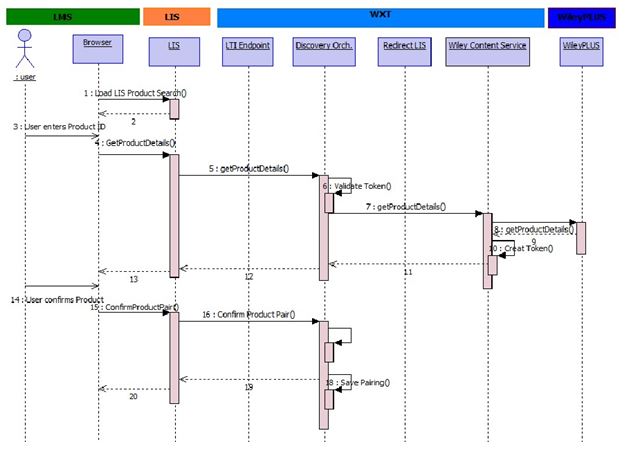 LMS
LIS
WXT
WileyPLUS
: user
Browser
LIS
LTI Endpoint
Discovery Orch.
Redirect LIS
Wiley Content Service
WileyPLUS
1 : Load LIS Product Search()
2
3 : User enters Product ID
4 : GetProductDetails()
5 : getProductDetails()
6 : Validate Token()
7 : getProductDetails()
8 : getProductDetails()
9
10 : Creat Token()
11
12
13
14 : User confirms Product
15 : ConfirmProductPair()
16 : Confirm Product Pair()
18 : Save Pairing()
19
20